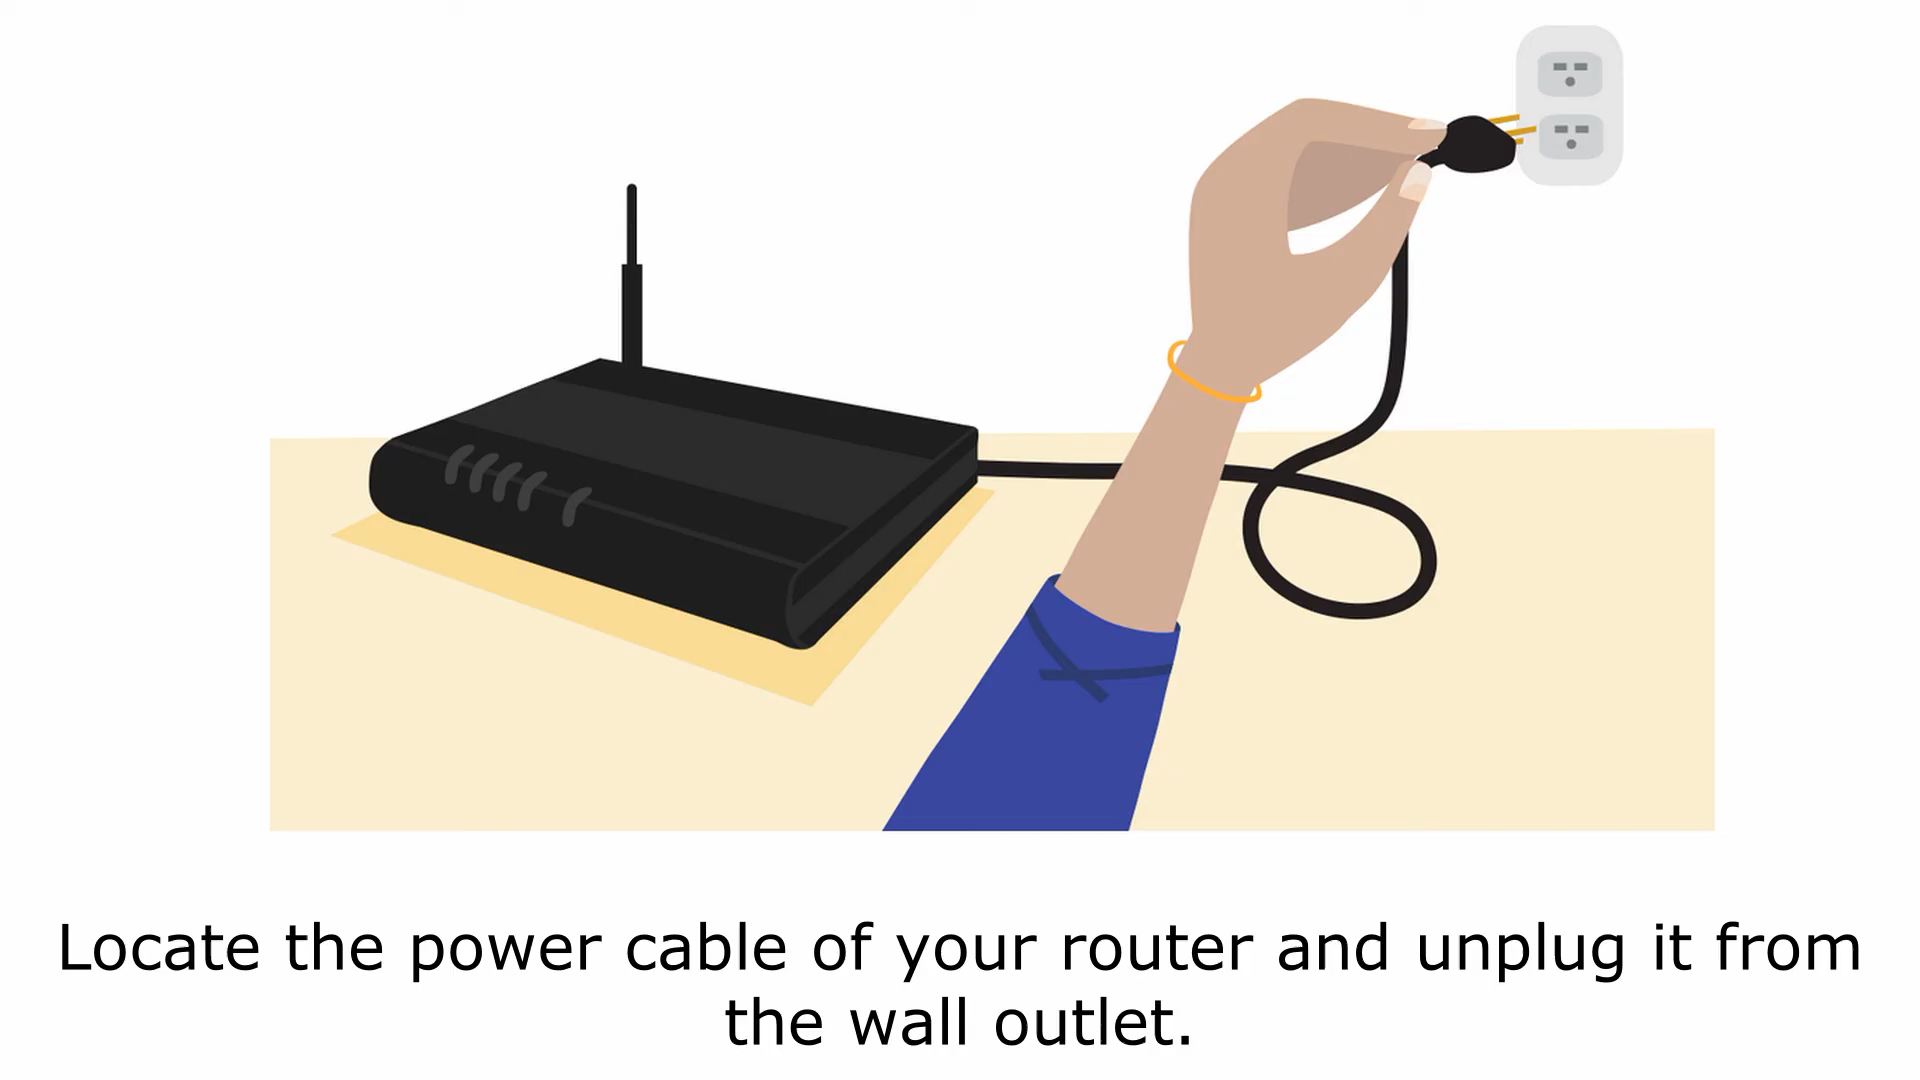 Locate the power cable of your router and unplug it from
the wall outlet.